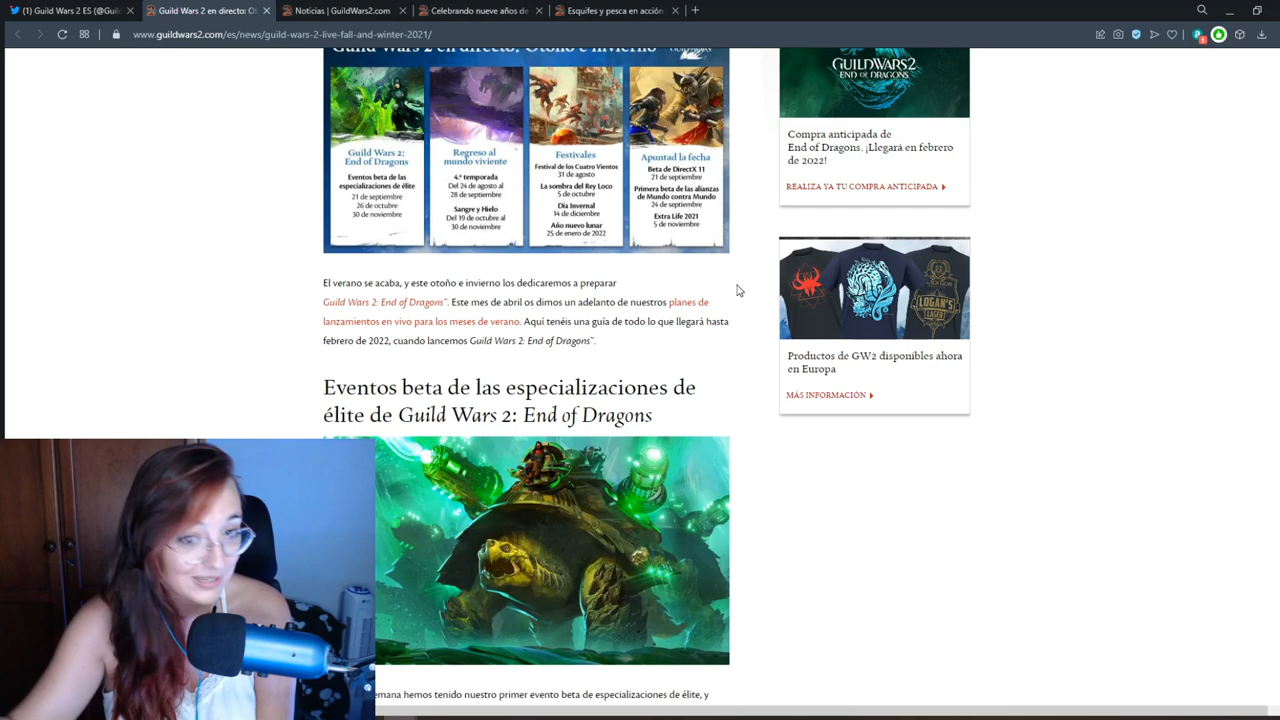 (1) Guild Wars 2 ES (@Guil
Guild Wars 2 en directo: Ot
Noticias | GuildWars2.com
Celebrando nueve años de
Esquifes y pesca en acción
www.guildwars2.com/es/news/guild-wars-2-live-fall-and-winter-2021/
Guild Wars 2 en directo, Otoño e invierno
Guild Wars 2:
End of Dragons
Eventos beta de las
especializaciones de élite
21 de septiembre
26 de octubre
30 de noviembre
Regreso al
mundo viviente
4.ª temporada
Del 24 de agosto al
28 de septiembre
Sangre y Hielo
Del 19 de octubre al
30 de noviembre
Festivales
Festival de los Cuatro Vientos
31 de agosto
La sombra del Rey Loco
5 de octubre
Día Invernal
14 de diciembre
Año nuevo lunar
25 de enero de 2022
Apuntad la fecha
Beta de DirectX 11
21 de septiembre
Primera beta de las alianzas
de Mundo contra Mundo
24 de septiembre
Extra Life 2021
5 de noviembre
El verano se acaba, y este otoño e invierno los dedicaremos a preparar
Guild Wars 2: End of Dragons™. Este mes de abril os dimos un adelanto de nuestros planes de
lanzamientos en vivo para los meses de verano. Aquí tenéis una guía de todo lo que llegará hasta
febrero de 2022, cuando lancemos Guild Wars 2: End of Dragons™.
Eventos beta de las especializaciones de
élite de Guild Wars 2: End of Dragons
emana hemos tenido nuestro primer evento beta de especializaciones de élite, y
GUILDWARS2
END OF DRAGONS
Compra anticipada de
End of Dragons. ¡Llegará en febrero
de 2022!
REALIZA YA TU COMPRA ANTICIPADA
LOGAN'S
LAGER
Productos de GW2 disponibles ahora
en Europa
MÁS INFORMACIÓN